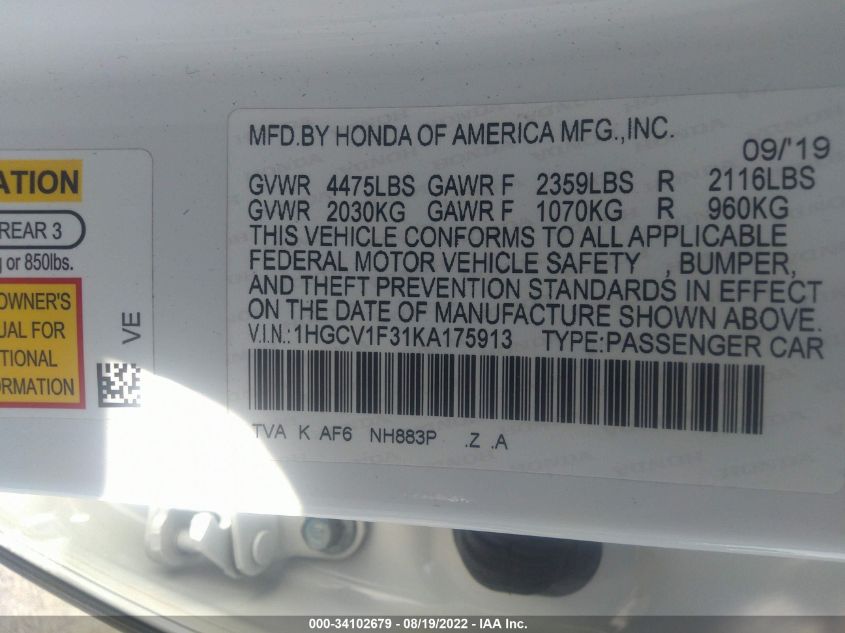 MFD.BY HONDA OF AMERICA MFG.,INC.
09/'19
GVWR 4475LBS GAWR F 2359LBS R 2116LBS
GVWR 2030KG GAWR F 1070KG R 960KG
THIS VEHICLE CONFORMS TO ALL APPLICABLE
FEDERAL MOTOR VEHICLE SAFETY , BUMPER,
AND THEFT PREVENTION STANDARDS IN EFFECT
ON THE DATE OF MANUFACTURE SHOWN ABOVE.
V.I.N.:1HGCV1F31KA175913 TYPE:PASSENGER CAR
TVA K AF6 NH883P .Z .A
ATION
REAR 3
g or 850lbs.
OWNER'S
UAL FOR
TIONAL
ORMATION
VE
000-34102679 - 08/19/2022 - IAA Inc.